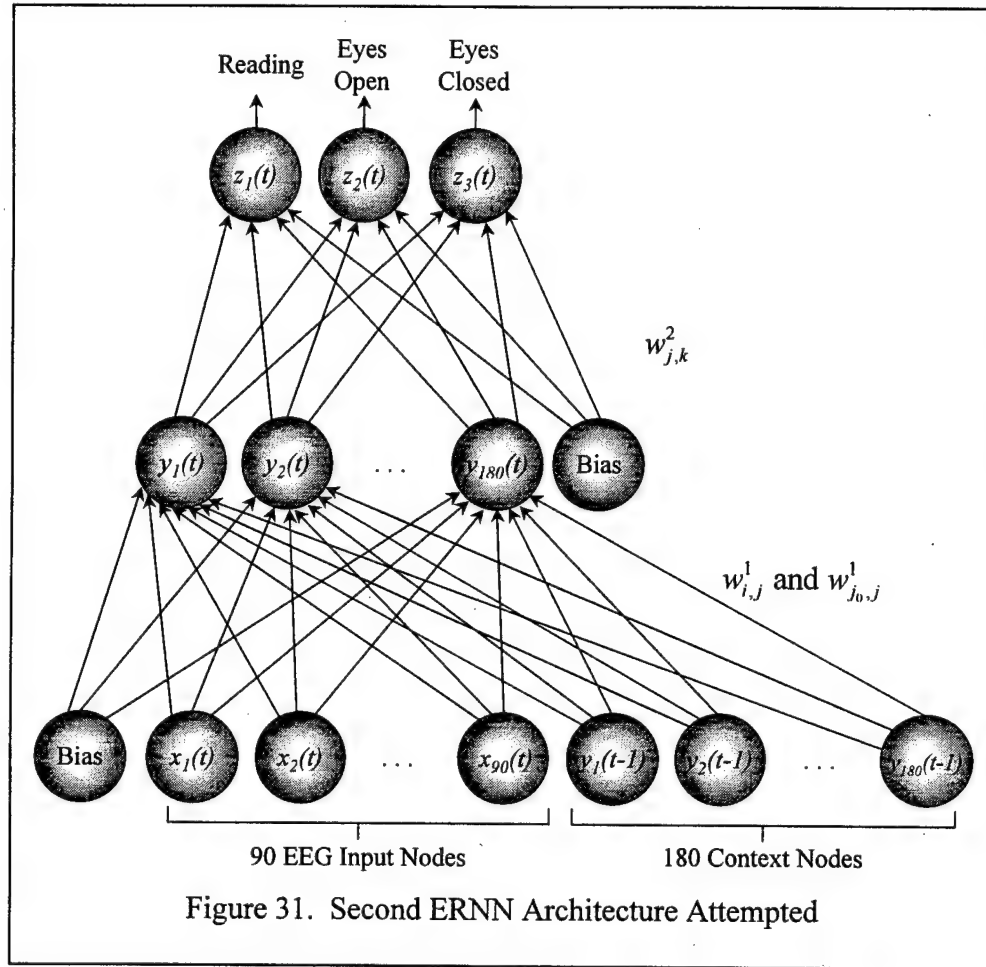 Reading Eyes Open Eyes Closed
z₁(t) z₂(t) z₃(t)
w²ⱼ,ₖ
y₁(t) y₂(t) . . . y₁₈₀(t) Bias
w¹ᵢ,ⱼ and w¹ⱼ₀,ⱼ
Bias x₁(t) x₂(t) . . . x₉₀(t) y₁(t-1) y₂(t-1) . . . y₁₈₀(t-1)
90 EEG Input Nodes 180 Context Nodes
Figure 31. Second ERNN Architecture Attempted